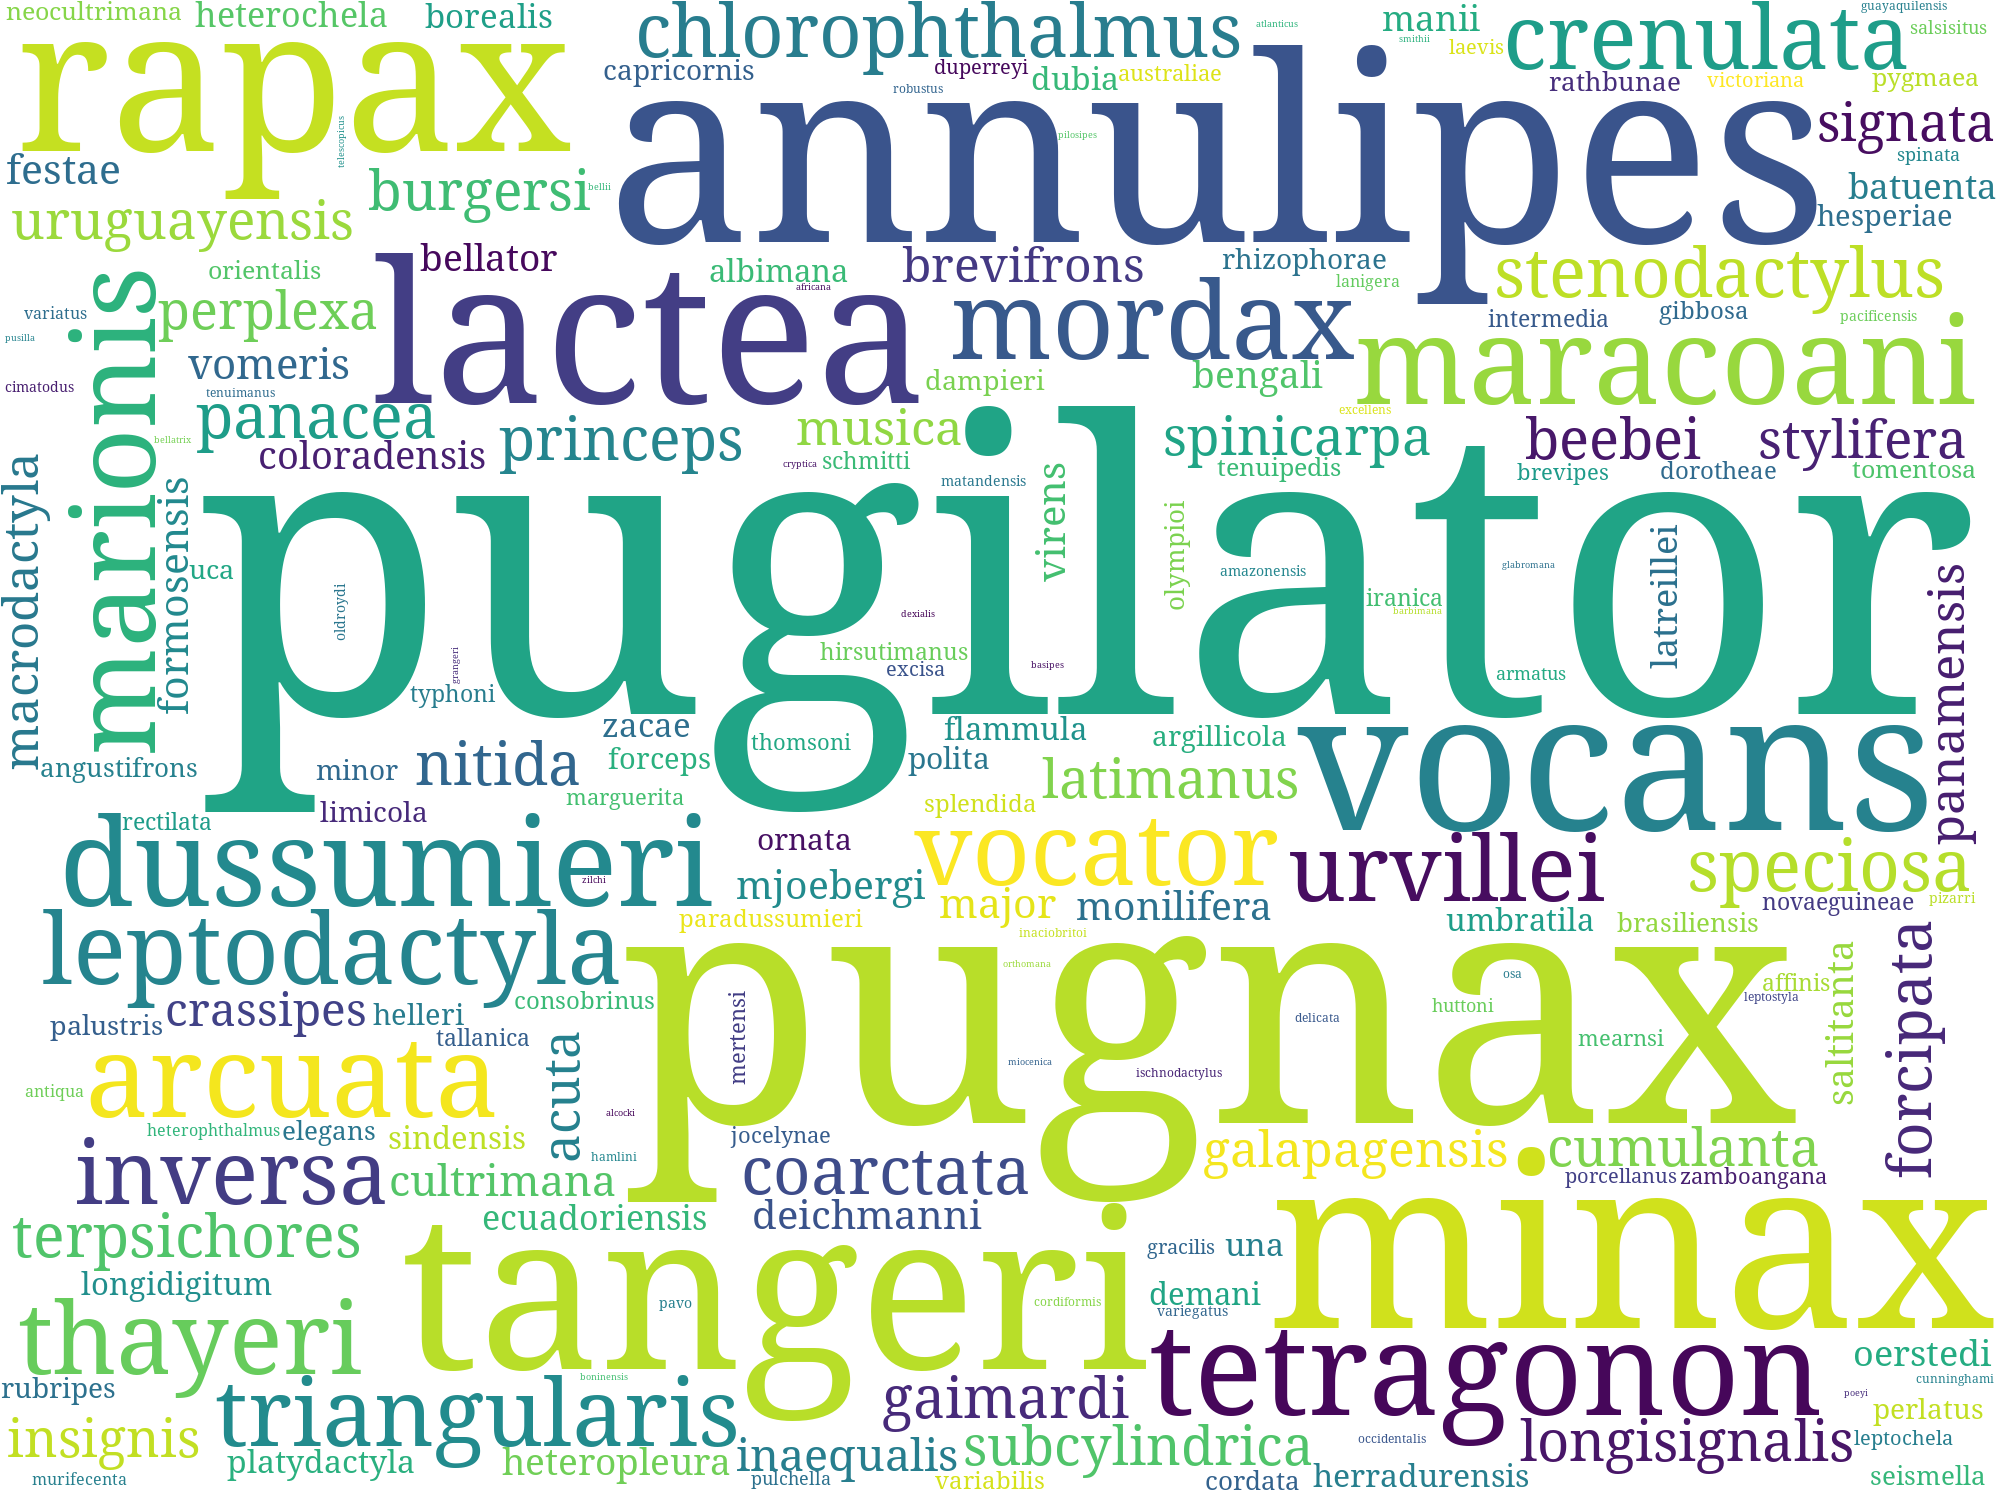 neocultrimana
heterochela
borealis
chlorophthalmus
atlanticus
manii
smithii
laevis
crenulata
guayaquilensis
salsisitus
rapax
capricornis
duperreyi
dubia
australiae
robustus
rathbunae
victoriana
pygmaea
annulipes
signata
telescopicus
pilosipes
spinata
festae
burgersi
bellii
batuenta
hesperiae
uruguayensis
bellator
albimana
africana
brevifrons
rhizophorae
lanigera
stenodactylus
orientalis
marionis
perplexa
lactea
mordax
intermedia
gibbosa
pacificensis
variatus
pusilla
vomeris
cimatodus
tenuimanus
dampieri
bengali
maracoani
panacea
princeps
musica
excellens
bellatrix
coloradensis
cryptica
schmitti
spinicarpa
tenuipedis
beebei
stylifera
brevipes
dorotheae
tomentosa
macrodactyla
formosensis
matandensis
virens
olympioi
pugilator
uca
oldroydi
amazonensis
glabromana
latreillei
iranica
barbimana
panamensis
dexialis
hirsutimanus
excisa
basipes
grangeri
typhoni
armatus
zacae
flammula
argillicola
vocans
thomsoni
angustifrons
minor
nitida
forceps
polita
latimanus
marguerita
splendida
limicola
rectilata
dussumieri
ornata
vocator
urvillei
speciosa
zilchi
mjoebergi
major
monilifera
novaeguineae
pizarri
leptodactyla
paradussumieri
inaciobritoi
umbratila
brasiliensis
pugnax
orthomana
osa
affinis
saltitanta
forcipata
leptostyla
crassipes
helleri
consobrinus
mertensi
huttoni
palustris
tallanica
delicata
mearnsi
acuta
arcuata
miocenica
ischnodactylus
antiqua
alcocki
heterophthalmus
elegans
sindensis
jocelynae
hamlini
galapagensis
cumulanta
inversa
cultrimana
coarctata
porcellanus
zamboangana
terpsichores
ecuadoriensis
deichmanni
minax
tangeri
gracilis
una
longidigitum
pavo
cordiformis
demani
variegatus
thayeri
tetragonon
oerstedi
boninensis
cunninghami
rubripes
triangularis
gaimardi
poeyi
perlatus
insignis
subcylindrica
occidentalis
longisignalis
leptochela
platydactyla
heteropleura
inaequalis
murifecenta
pulchella
variabilis
cordata
herradurensis
seismella